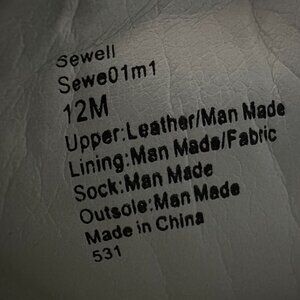 Sewell
Sewe01m1
12M
Upper:Leather/Man Made
Lining:Man Made/Fabric
Sock:Man Made
Outsole:Man Made
Made in China
531